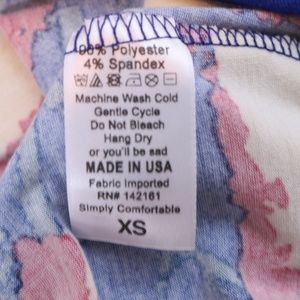 96% Polyester
4% Spandex
Machine Wash Cold
Gentle Cycle
Do Not Bleach
Hang Dry
or you'll be sad
MADE IN USA
Fabric Imported
RN# 142161
Simply Comfortable
XS